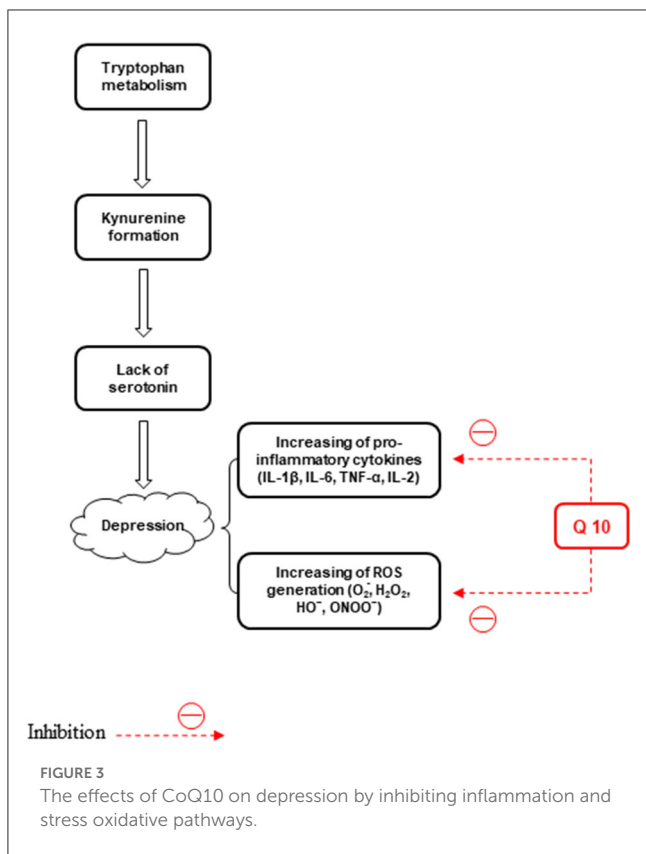 Tryptophan
metabolism
Kynurenine
formation
Lack of
serotonin
Depression
Increasing of pro-
inflammatory cytokines
(IL-1β, IL-6, TNF-α, IL-2)
Increasing of ROS
generation (O₂⁻, H₂O₂,
HO⁻, ONOO⁻)
Q 10
Inhibition
FIGURE 3
The effects of CoQ10 on depression by inhibiting inflammation and
stress oxidative pathways.